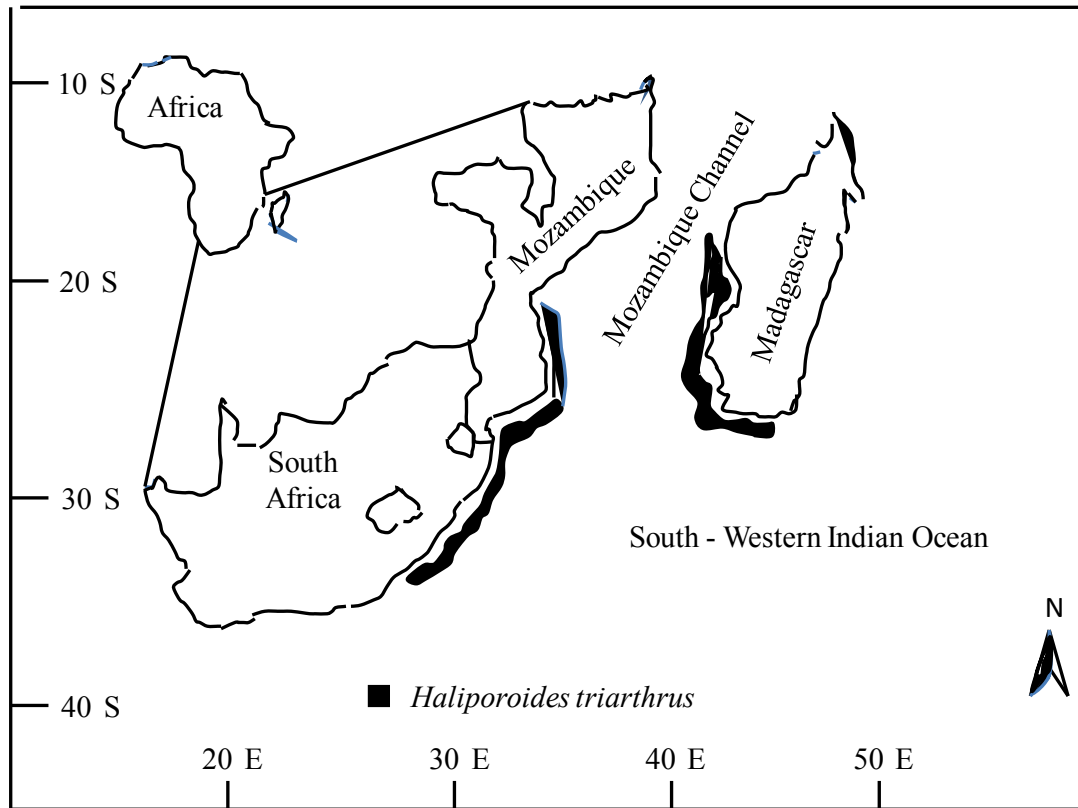 10 S
Africa
Mozambique
Mozambique Channel
Madagascar
20 S
South
Africa
30 S
South - Western Indian Ocean
N
Haliporoides triarthrus
40 S
20 E
30 E
40 E
50 E